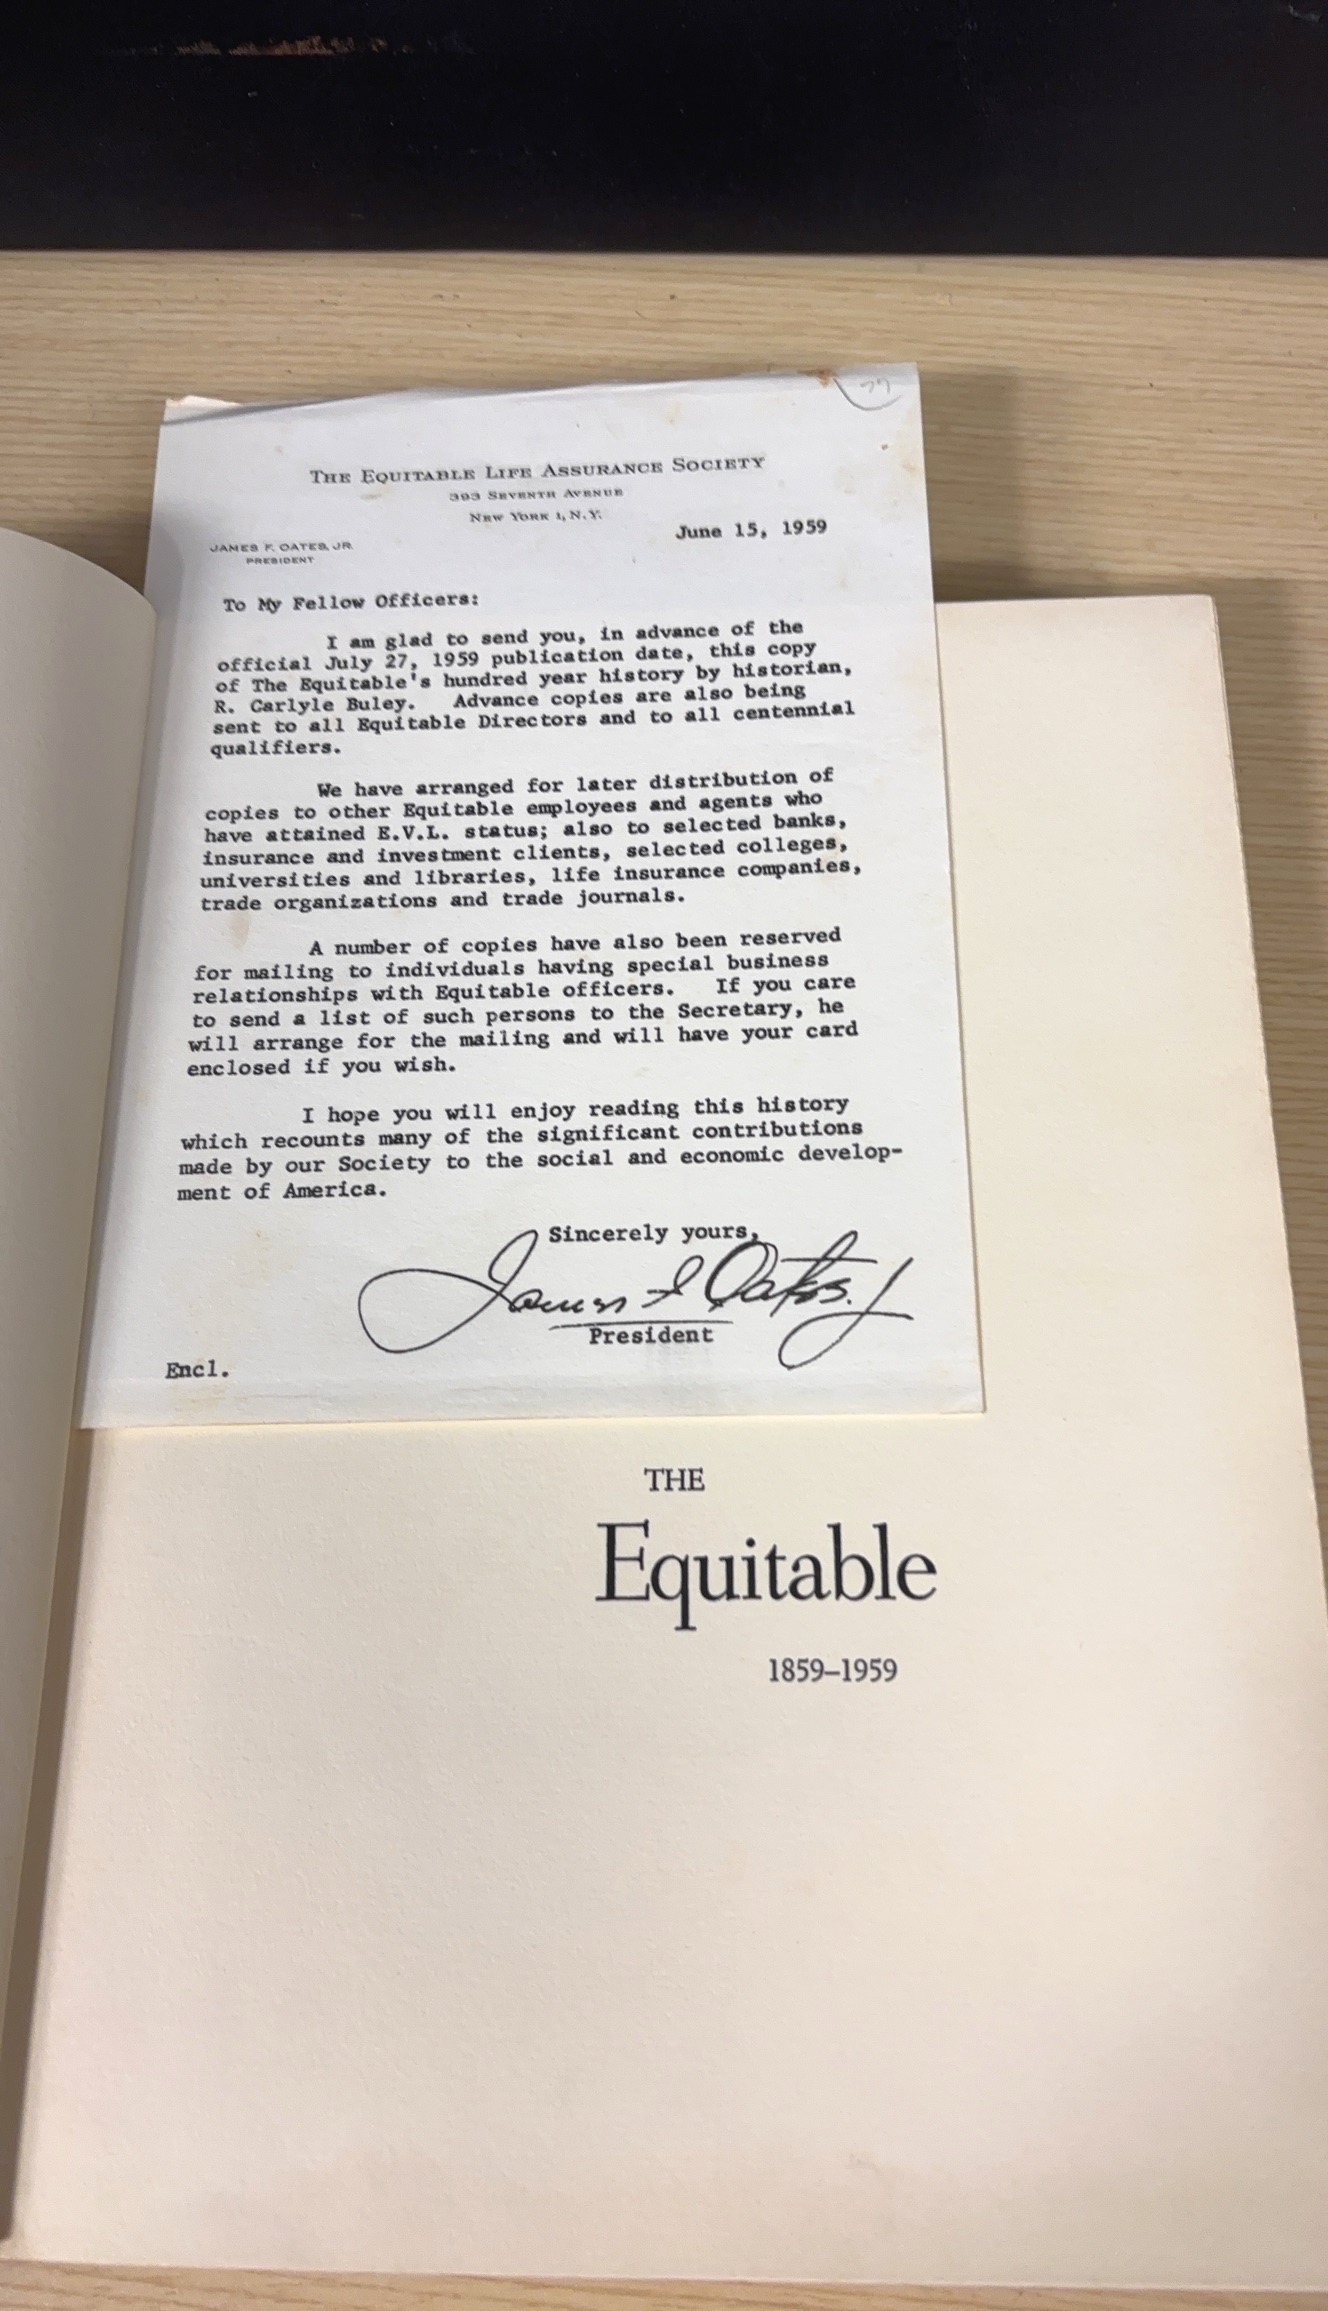 THE EQUITABLE LIFE ASSURANCE SOCIETY
393 SEVENTH AVENUE
NEW YORK 1, N.Y.
June 15, 1959
JAMES F. OATES, JR.
PRESIDENT
To My Fellow Officers:
I am glad to send you, in advance of the
official July 27, 1959 publication date, this copy
of The Equitable's hundred year history by historian,
R. Carlyle Buley. Advance copies are also being
sent to all Equitable Directors and to all centennial
qualifiers.
We have arranged for later distribution of
copies to other Equitable employees and agents who
have attained E.V.L. status; also to selected banks,
insurance and investment clients, selected colleges,
universities and libraries, life insurance companies,
trade organizations and trade journals.
A number of copies have also been reserved
for mailing to individuals having special business
relationships with Equitable officers. If you care
to send a list of such persons to the Secretary, he
will arrange for the mailing and will have your card
enclosed if you wish.
I hope you will enjoy reading this history
which recounts many of the significant contributions
made by our Society to the social and economic develop-
ment of America.
Sincerely yours,
James F Oates. J
President
Encl.
THE
Equitable
1859–1959